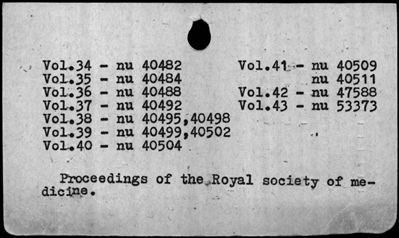 Vol.34 - nu 40482
Vol.35 - nu 40484
Vol.36 - nu 40488
Vol.37 - nu 40492
Vol.38 - nu 40495,40498
Vol.39 - nu 40499,40502
Vol.40 - nu 40504
Vol.41 - nu 40509
nu 40511
Vol.42 - nu 47588
Vol.43 - nu 53373
Proceedings of the Royal society of me-
dicine.